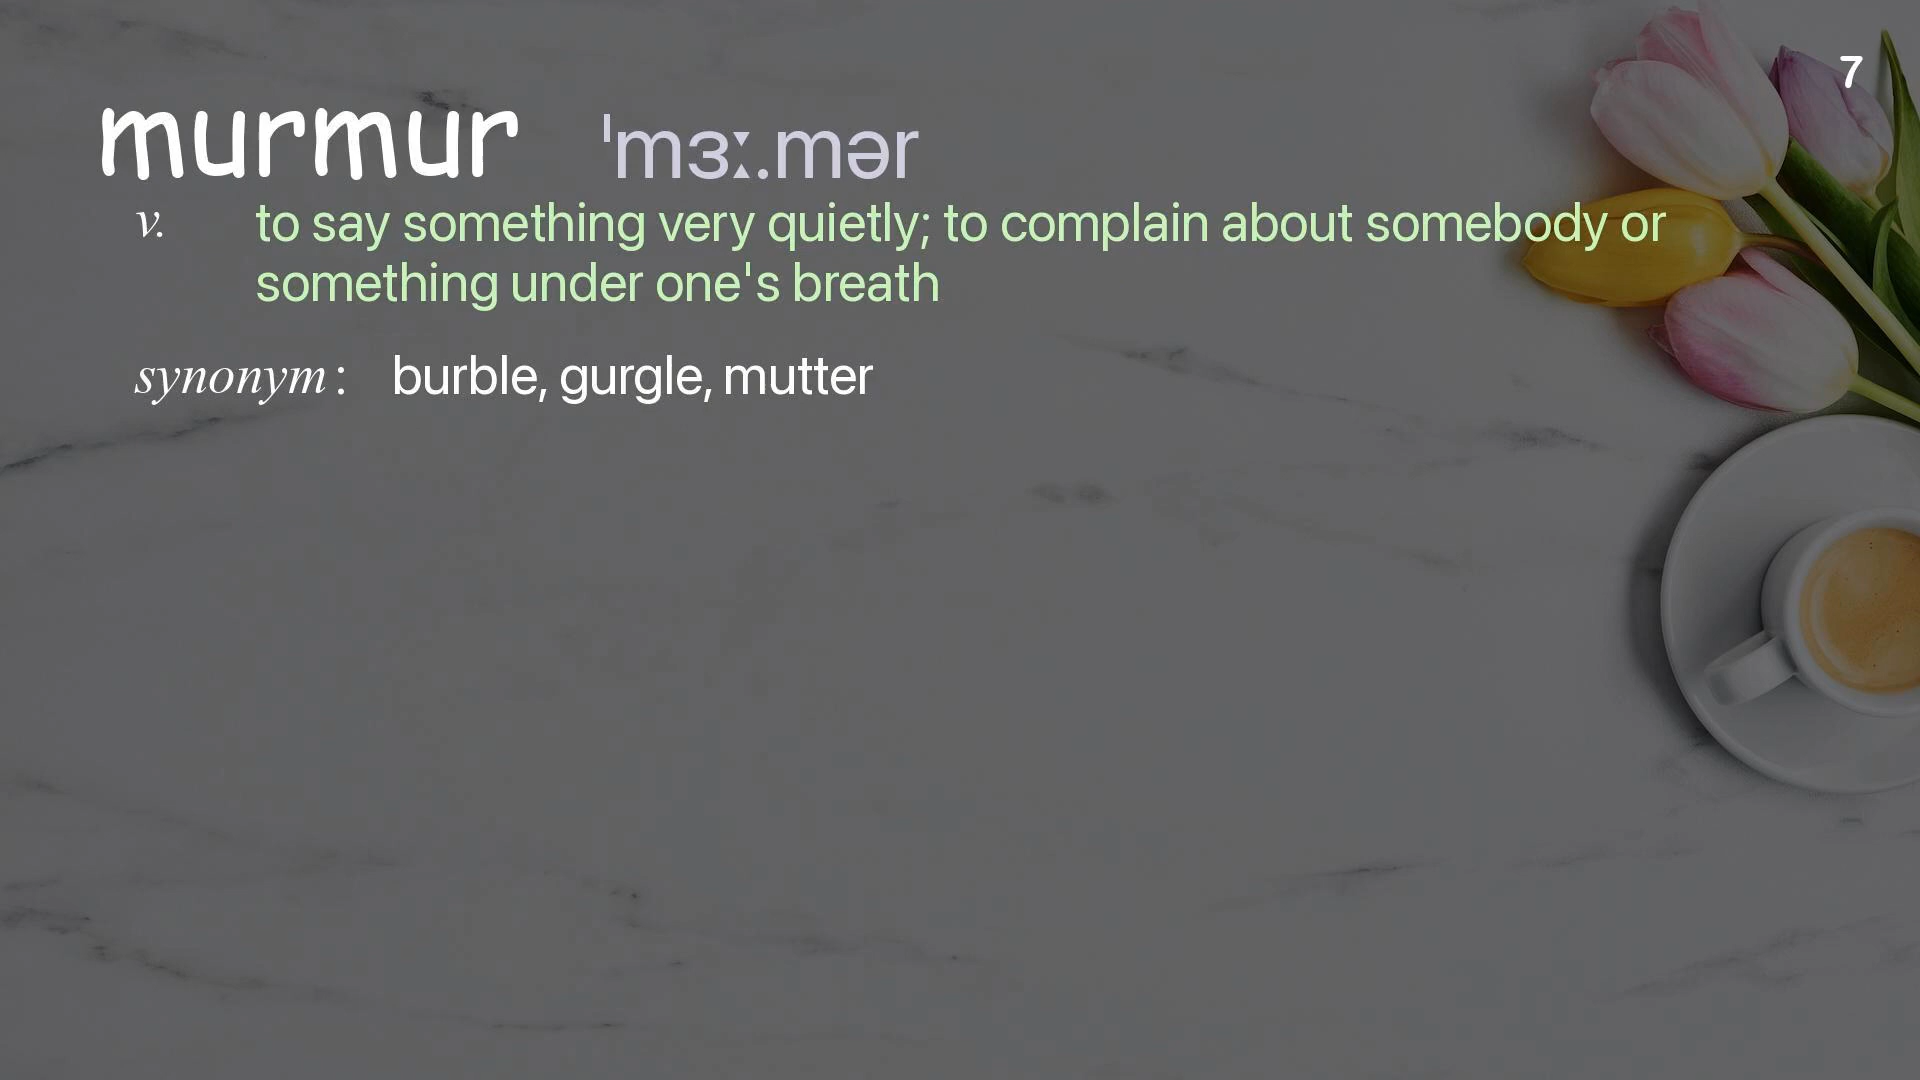 7
murmur ˈmɜː.mər
v. to say something very quietly; to complain about somebody or
something under one's breath
synonym : burble, gurgle, mutter